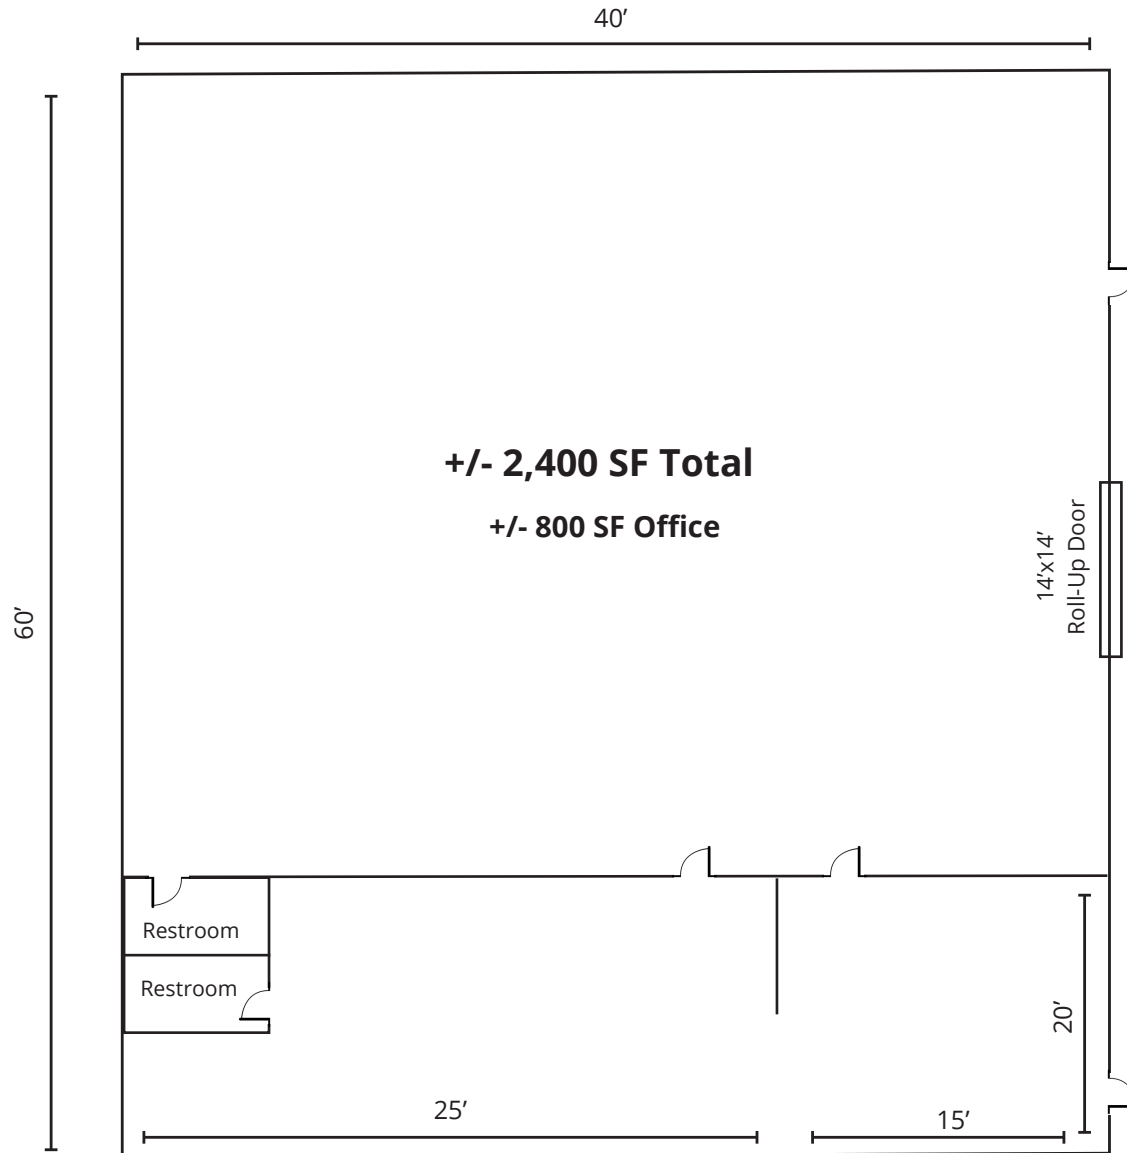 40’
60’
+/- 2,400 SF Total
+/- 800 SF Office
14’x14’
Roll-Up Door
Restroom
Restroom
20’
25’
15’